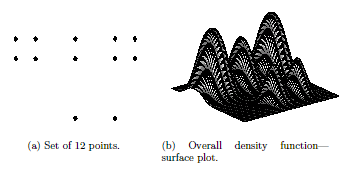 (a) Set of 12 points.
(b) Overall density function—
surface plot.